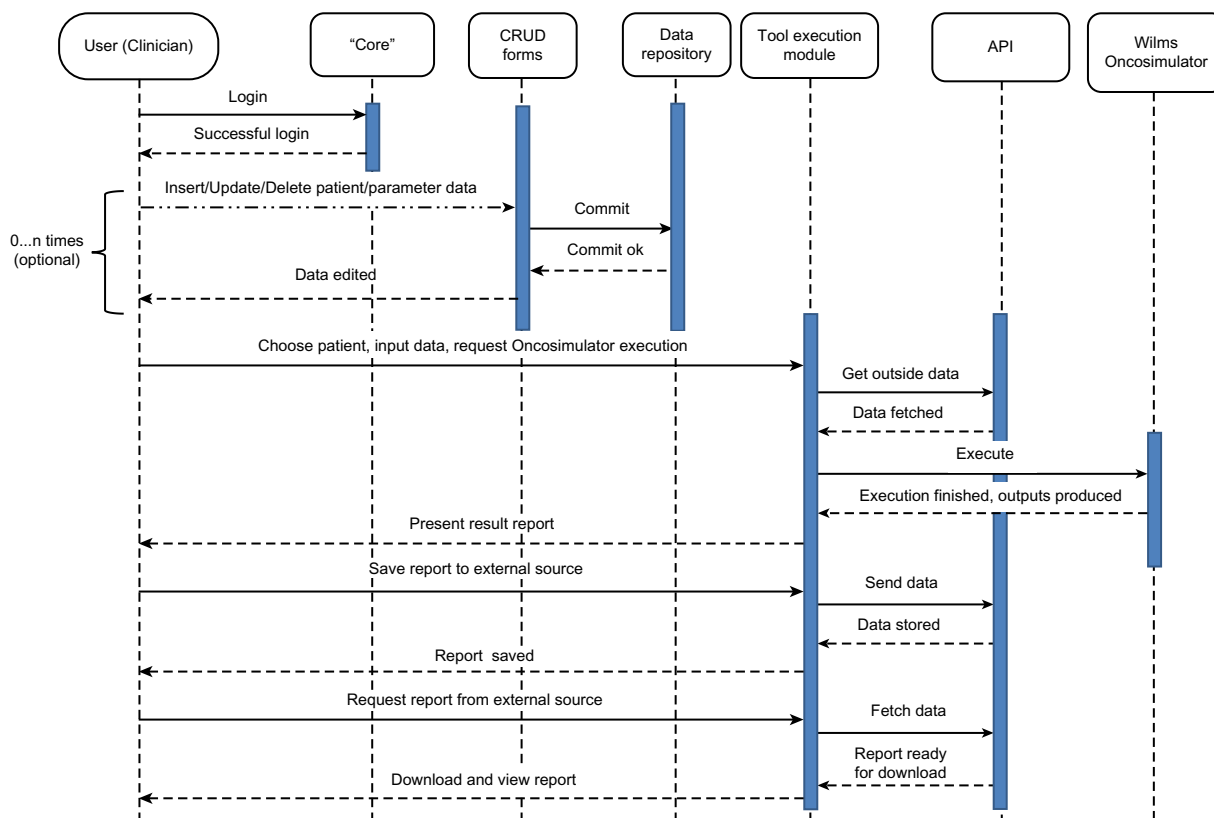 User (Clinician)
“Core”
CRUD
forms
Data
repository
Tool execution
module
API
Wilms
Oncosimulator
Login
Successful login
Insert/Update/Delete patient/parameter data
Commit
0...n times
(optional)
Commit ok
Data edited
Choose patient, input data, request Oncosimulator execution
Get outside data
Data fetched
Execute
Execution finished, outputs produced
Present result report
Save report to external source
Send data
Data stored
Report saved
Request report from external source
Fetch data
Report ready
for download
Download and view report